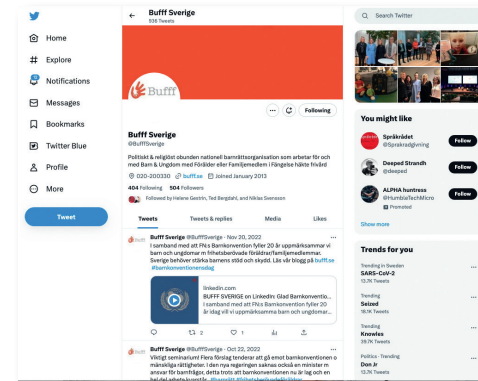 Home
Explore
Notifications
Messages
Bookmarks
Twitter Blue
Profile
More
Tweet
Bufff Sverige
936 Tweets
Bufff
Following
Bufff Sverige
@BufffSverige
Politiskt & religiöst obunden nationell barnrättsorganisation som arbetar för och
med Barn & Ungdom med Förälder eller Familjemedlem i Fängelse häkte frivård
020-200330 bufff.se Joined January 2013
404 Following 504 Followers
Followed by Helena Gestrin, Ted Bergdahl, and Niklas Svensson
Tweets Tweets & replies Media Likes
Bufff Sverige @BufffSverige · Nov 20, 2022
I samband med att FN:s Barnkonvention fyller 20 år uppmärksammar vi
barn och ungdomar m frihetsberövade föräldrar/familjemedlemmar.
Sverige behöver stärka barnens stöd och skydd. Läs vår blogg på bufff.se
#barnkonventionensdag
linkedin.com
BUFFF SVERIGE on LinkedIn: Glad Barnkonventio...
I samband med att FN:s Barnkonvention fyller 20
år idag vill vi uppmärksamma barn och ungdomar...
2 1
Bufff Sverige @BufffSverige · Oct 22, 2022
Viktigt seminarium! Flera förslag tenderar att gå emot barnkonventionen o
mänskliga rättigheter. I den nya regeringen saknas också en minister m
ansvar för barnfrågor, detta trots att barnkonventionen nu är lag och en
Search Twitter
You might like
Språkrådet
@Sprakradgivning
Follow
Deeped Strandh
@deeped
Follow
ALPHA huntress
@HumbleTechMicro
Promoted
Follow
Show more
Trends for you
Trending in Sweden
SARS-CoV-2
13.7K Tweets
Trending
Seized
18.1K Tweets
Trending
Knowles
39.7K Tweets
Politics · Trending
Don Jr
13.7K Tweets